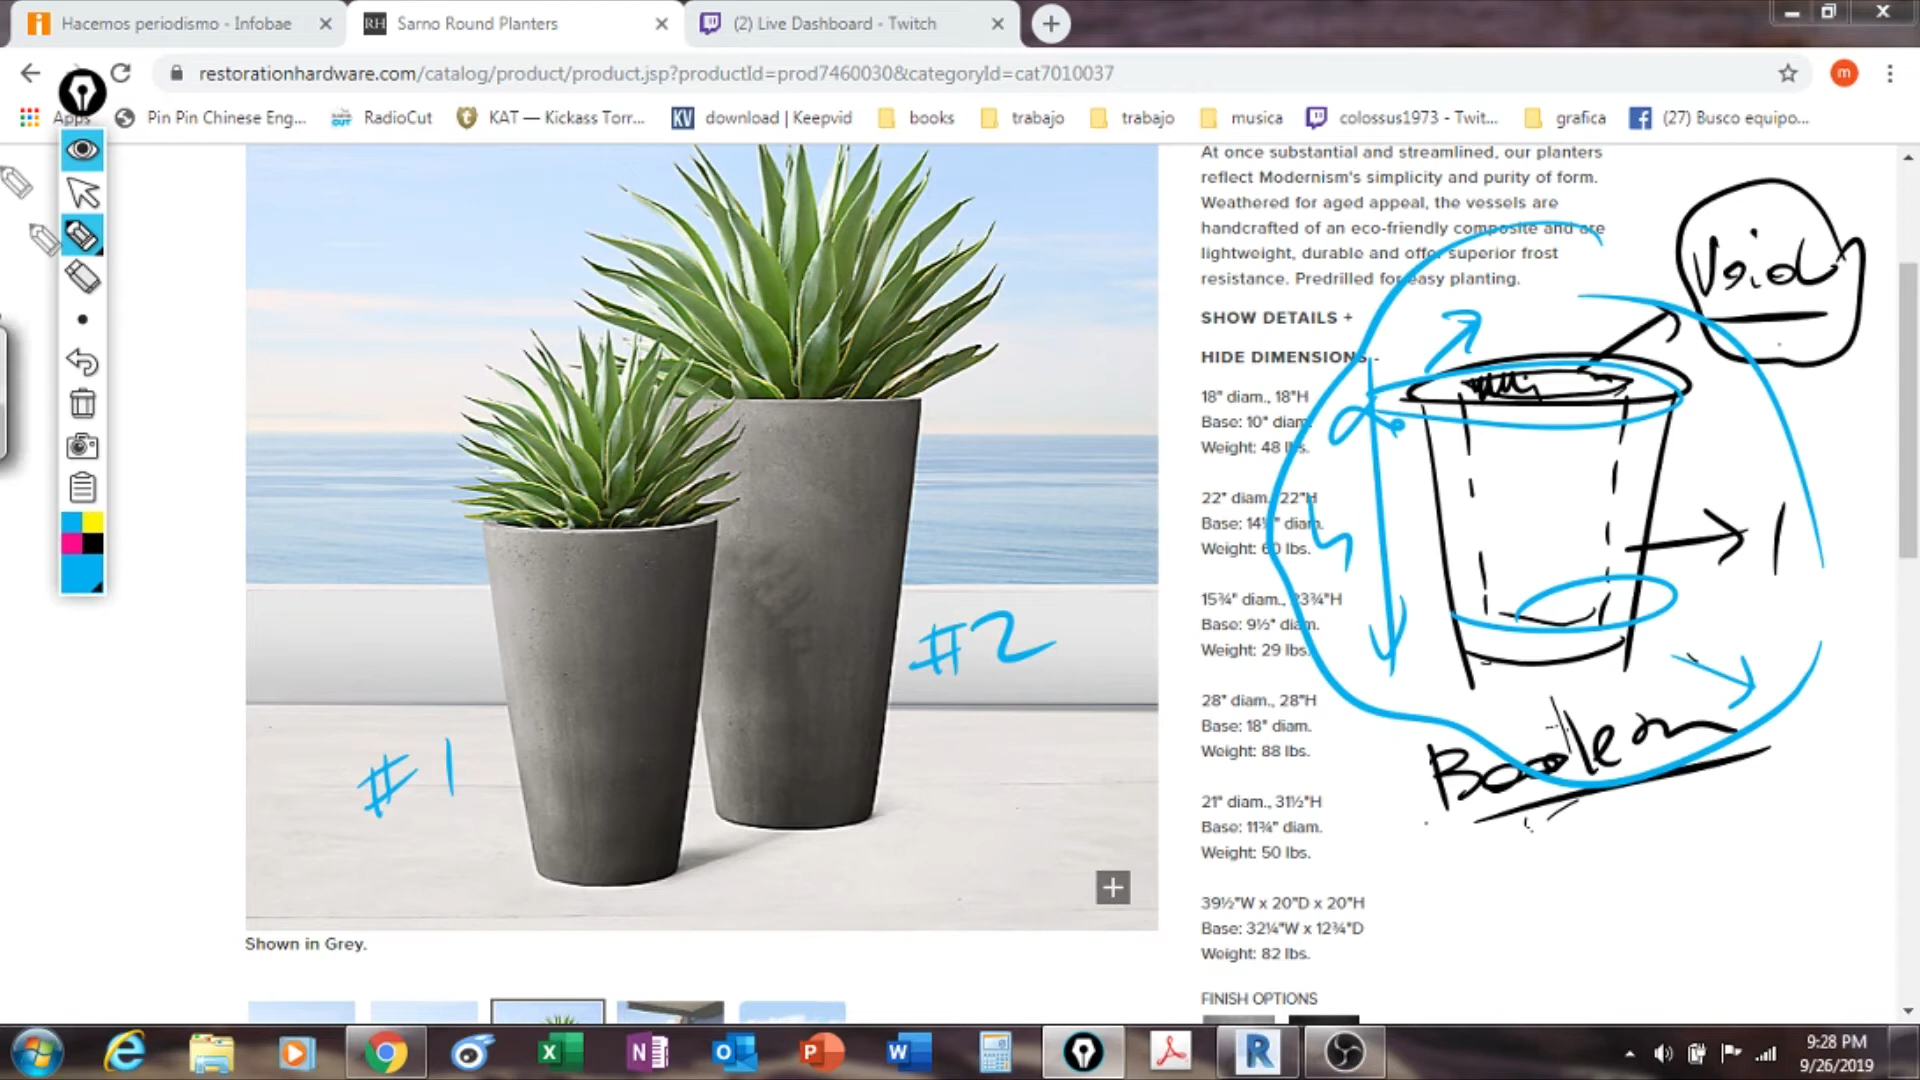 Hacemos periodismo - Infobae
RH Sarno Round Planters
(2) Live Dashboard - Twitch
restorationhardware.com/catalog/product/product.jsp?productId=prod7460030&categoryId=cat7010037
m
Apps
Pin Pin Chinese Eng...
RadioCut
KAT — Kickass Torr...
KV download | Keepvid
books
trabajo
trabajo
musica
colossus1973 - Twit...
grafica
(27) Busco equipo...
At once substantial and streamlined, our planters
reflect Modernism's simplicity and purity of form.
Weathered for aged appeal, the vessels are
handcrafted of an eco-friendly composite and are
lightweight, durable and offer superior frost
resistance. Predrilled for easy planting.
SHOW DETAILS +
HIDE DIMENSIONS -
18" diam., 18"H
Base: 10" diam.
Weight: 48 lbs.
22" diam., 22"H
Base: 14½" diam.
Weight: 60 lbs.
15¾" diam., 23¾"H
Base: 9½" diam.
Weight: 29 lbs.
28" diam., 28"H
Base: 18" diam.
Weight: 88 lbs.
21" diam., 31½"H
Base: 11¾" diam.
Weight: 50 lbs.
39½"W x 20"D x 20"H
Base: 32¼"W x 12¾"D
Weight: 82 lbs.
FINISH OPTIONS
Void
h
1
Boolean
#1
#2
Shown in Grey.
9:28 PM
9/26/2019